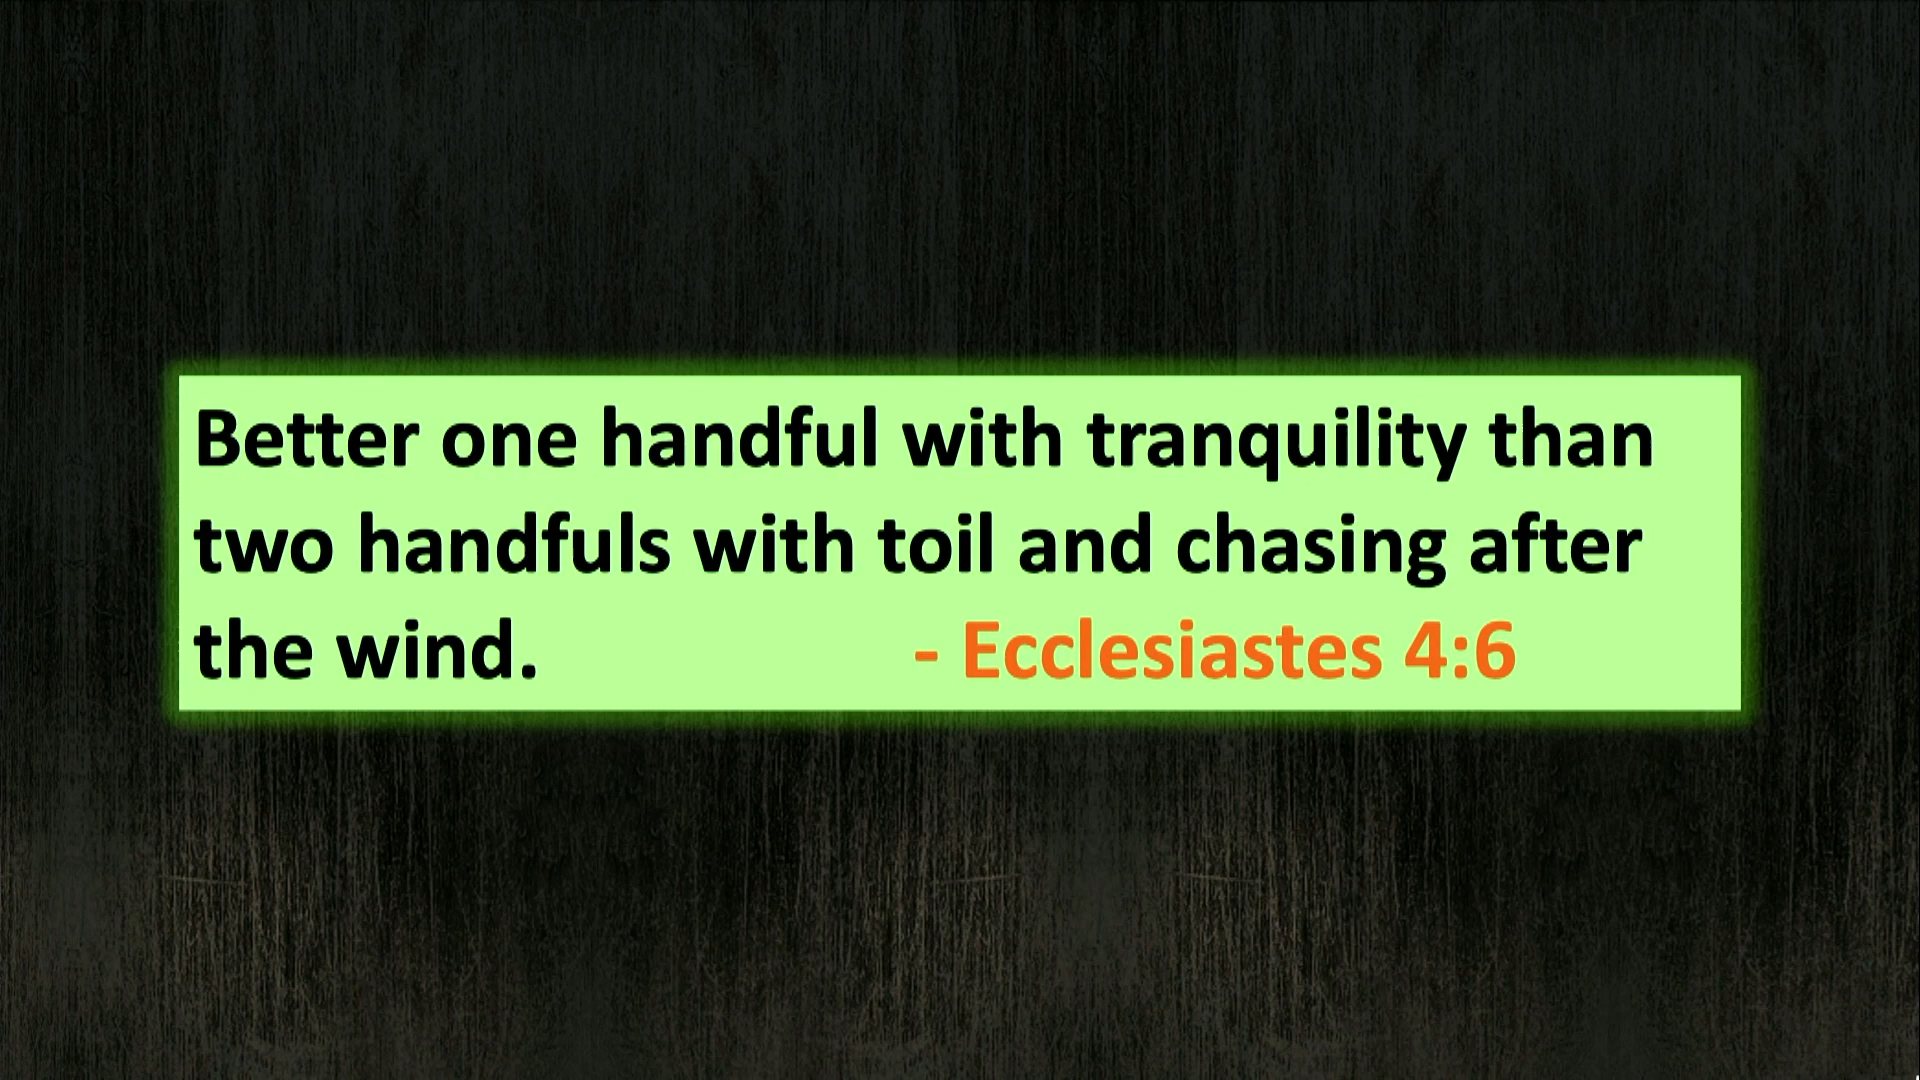 Better one handful with tranquility than
two handfuls with toil and chasing after
the wind. - Ecclesiastes 4:6